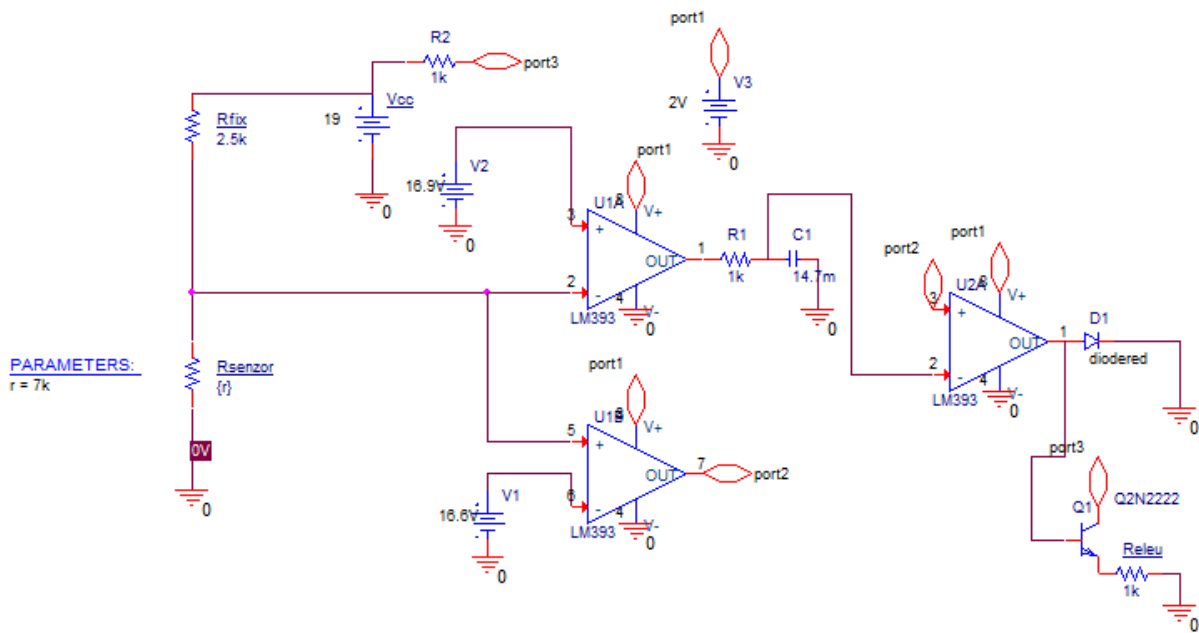 port1
R2
1k
port3
V3
2V
0
Vcc
19
0
Rfix
2.5k
V2
16.9V
0
port1
U1A
8
V+
3
+
2
-
OUT
1
4
V-
LM393
0
R1
1k
C1
14.7m
0
port2
port1
U2A
8
V+
3
+
2
-
OUT
1
4
V-
LM393
0
D1
diodered
0
PARAMETERS:
r = 7k
Rsenzor
{r}
0V
0
port1
U1B
8
V+
5
+
6
-
OUT
7
port2
4
V-
LM393
0
V1
16.6V
0
port3
Q1
Q2N2222
Releu
1k
0